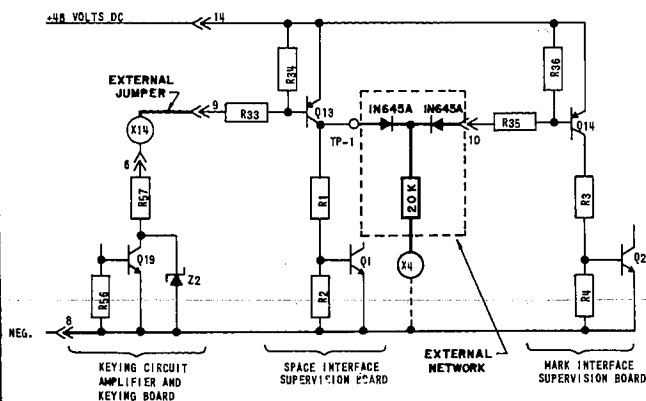 +48 VOLTS DC
14
EXTERNAL
JUMPER
9
R33
R34
Q13
X14
6
R57
Q19
R56
Z2
TP-1
1N645A
1N645A
10
20K
X4
R1
R2
Q1
R35
R36
Q14
R3
R4
Q2
NEG.
8
KEYING CIRCUIT
AMPLIFIER AND
KEYING BOARD
SPACE INTERFACE
SUPERVISION BOARD
EXTERNAL
NETWORK
MARK INTERFACE
SUPERVISION BOARD